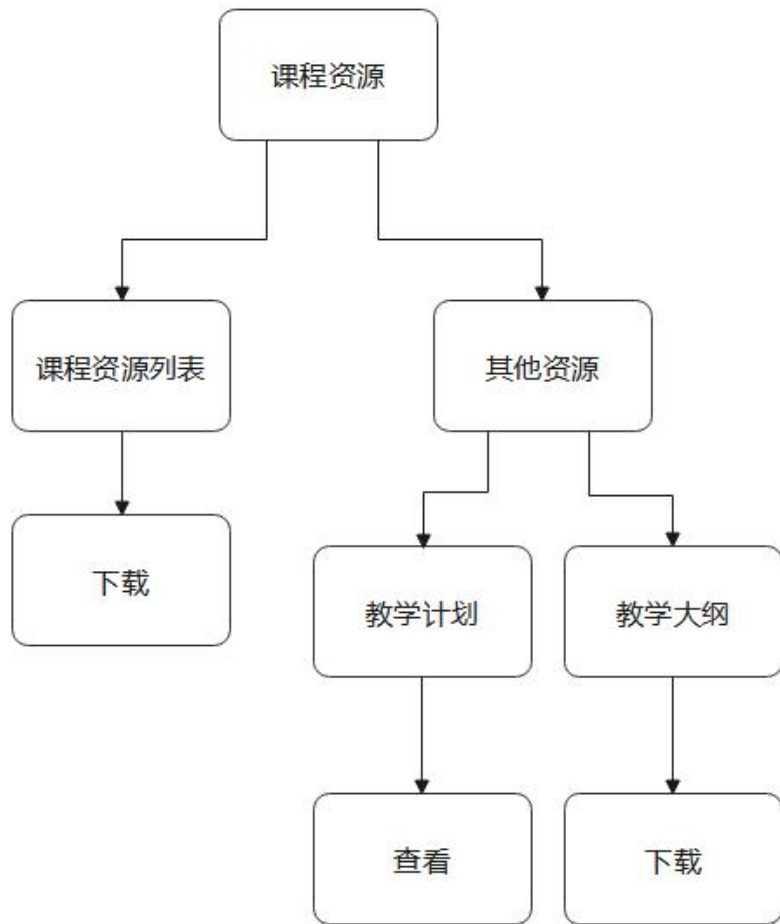 课程资源
课程资源列表
其他资源
下载
教学计划
教学大纲
查看
下载